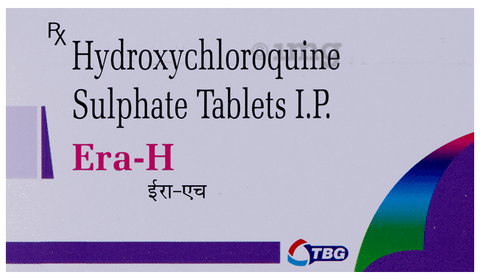 Rx
Hydroxychloroquine
Sulphate Tablets I.P.
Era-H
ईरा-एच
TBG